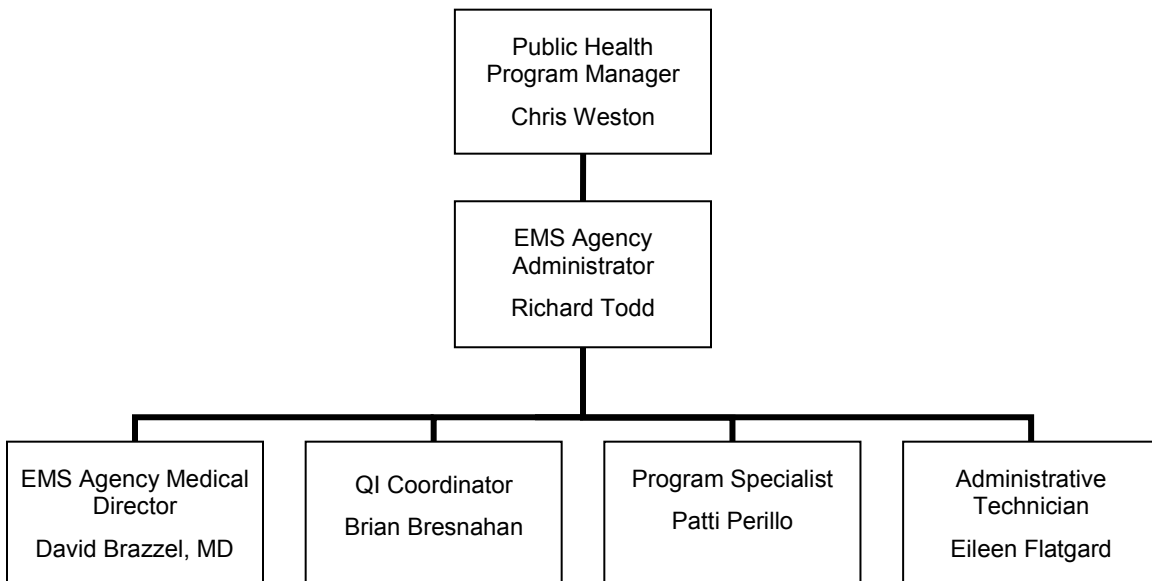 Public Health
Program Manager
Chris Weston
EMS Agency
Administrator
Richard Todd
EMS Agency Medical
Director
David Brazzel, MD
QI Coordinator
Brian Bresnahan
Program Specialist
Patti Perillo
Administrative
Technician
Eileen Flatgard